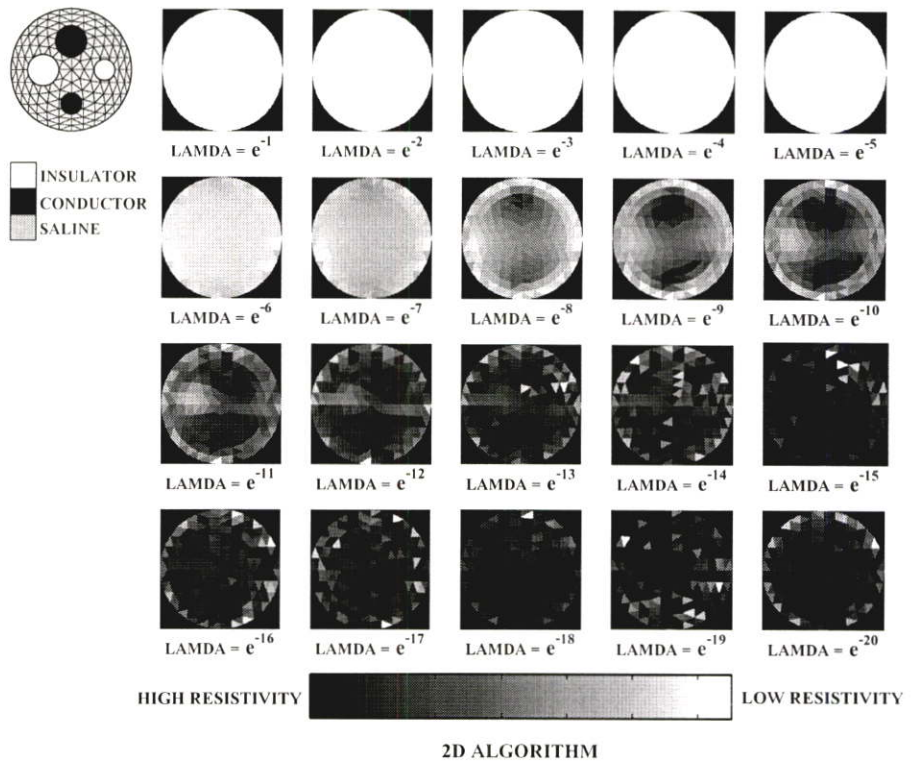 LAMDA = e-1 LAMDA = e-2 LAMDA = e-3 LAMDA = e-4 LAMDA = e-5
INSULATOR
CONDUCTOR
SALINE
LAMDA = e-6 LAMDA = e-7 LAMDA = e-8 LAMDA = e-9 LAMDA = e-10
LAMDA = e-11 LAMDA = e-12 LAMDA = e-13 LAMDA = e-14 LAMDA = e-15
LAMDA = e-16 LAMDA = e-17 LAMDA = e-18 LAMDA = e-19 LAMDA = e-20
HIGH RESISTIVITY LOW RESISTIVITY
2D ALGORITHM